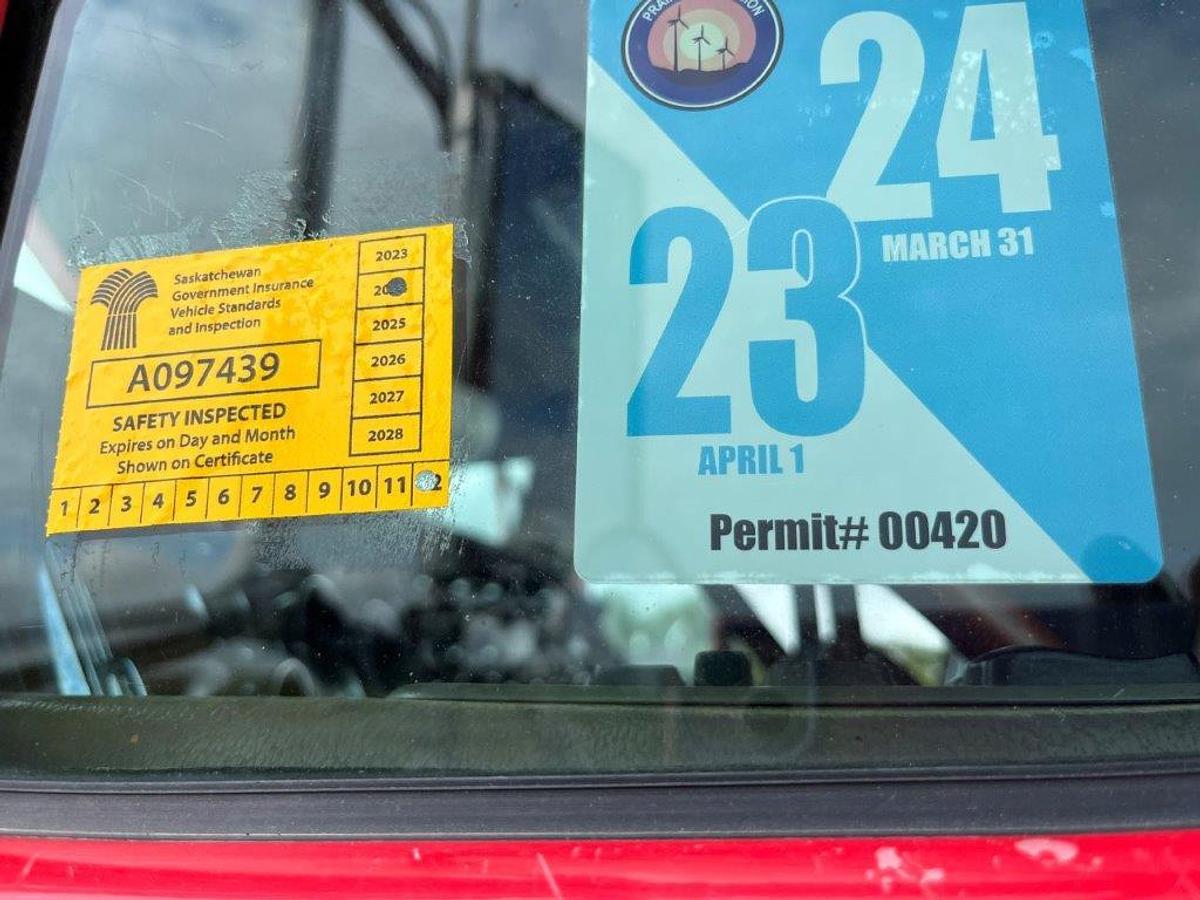 Saskatchewan
Government Insurance
Vehicle Standards
and Inspection
A097439
SAFETY INSPECTED
Expires on Day and Month
Shown on Certificate
2023
2025
2026
2027
2028
1 2 3 4 5 6 7 8 9 10 11
24
MARCH 31
23
APRIL 1
Permit# 00420